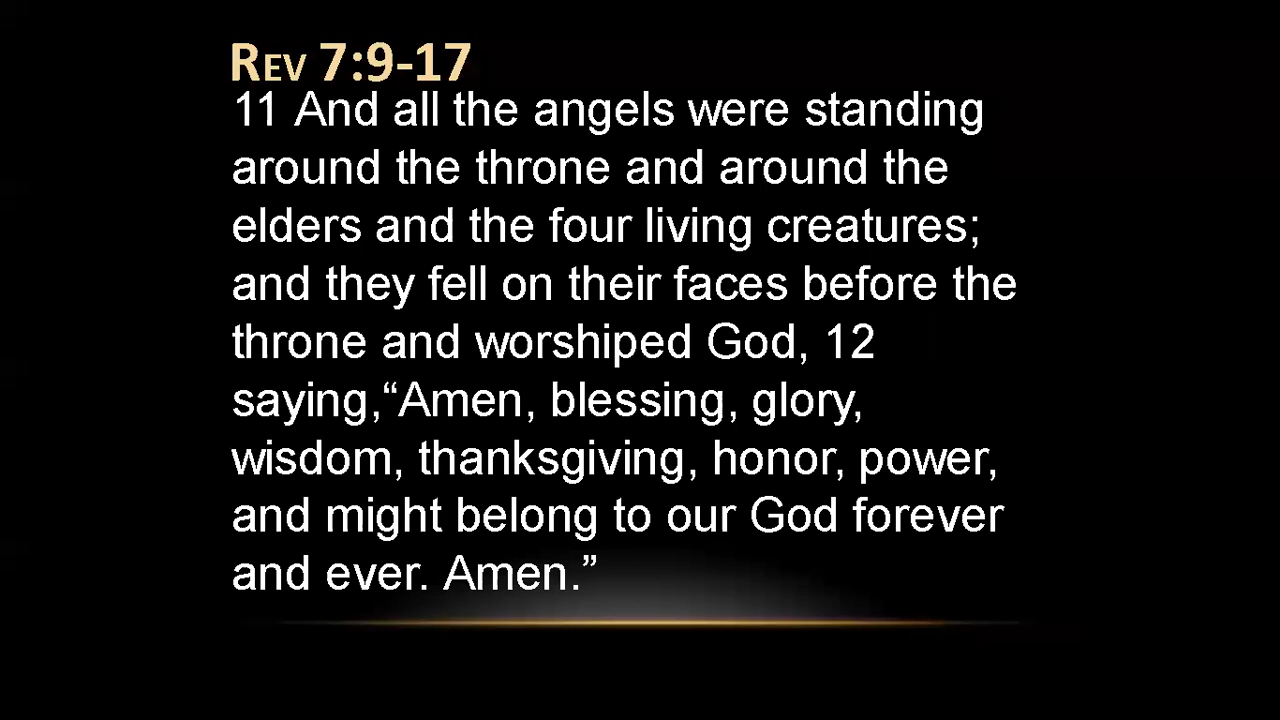 Rev 7:9-17
11 And all the angels were standing
around the throne and around the
elders and the four living creatures;
and they fell on their faces before the
throne and worshiped God, 12
saying,“Amen, blessing, glory,
wisdom, thanksgiving, honor, power,
and might belong to our God forever
and ever. Amen.”